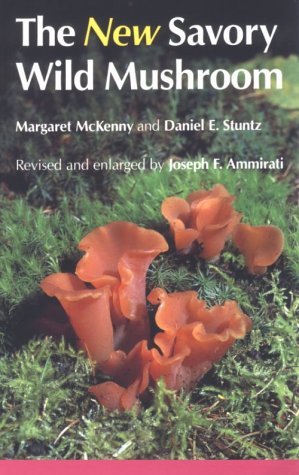 The New Savory
Wild Mushroom
Margaret McKenny and Daniel E. Stuntz
Revised and enlarged by Joseph F. Ammirati